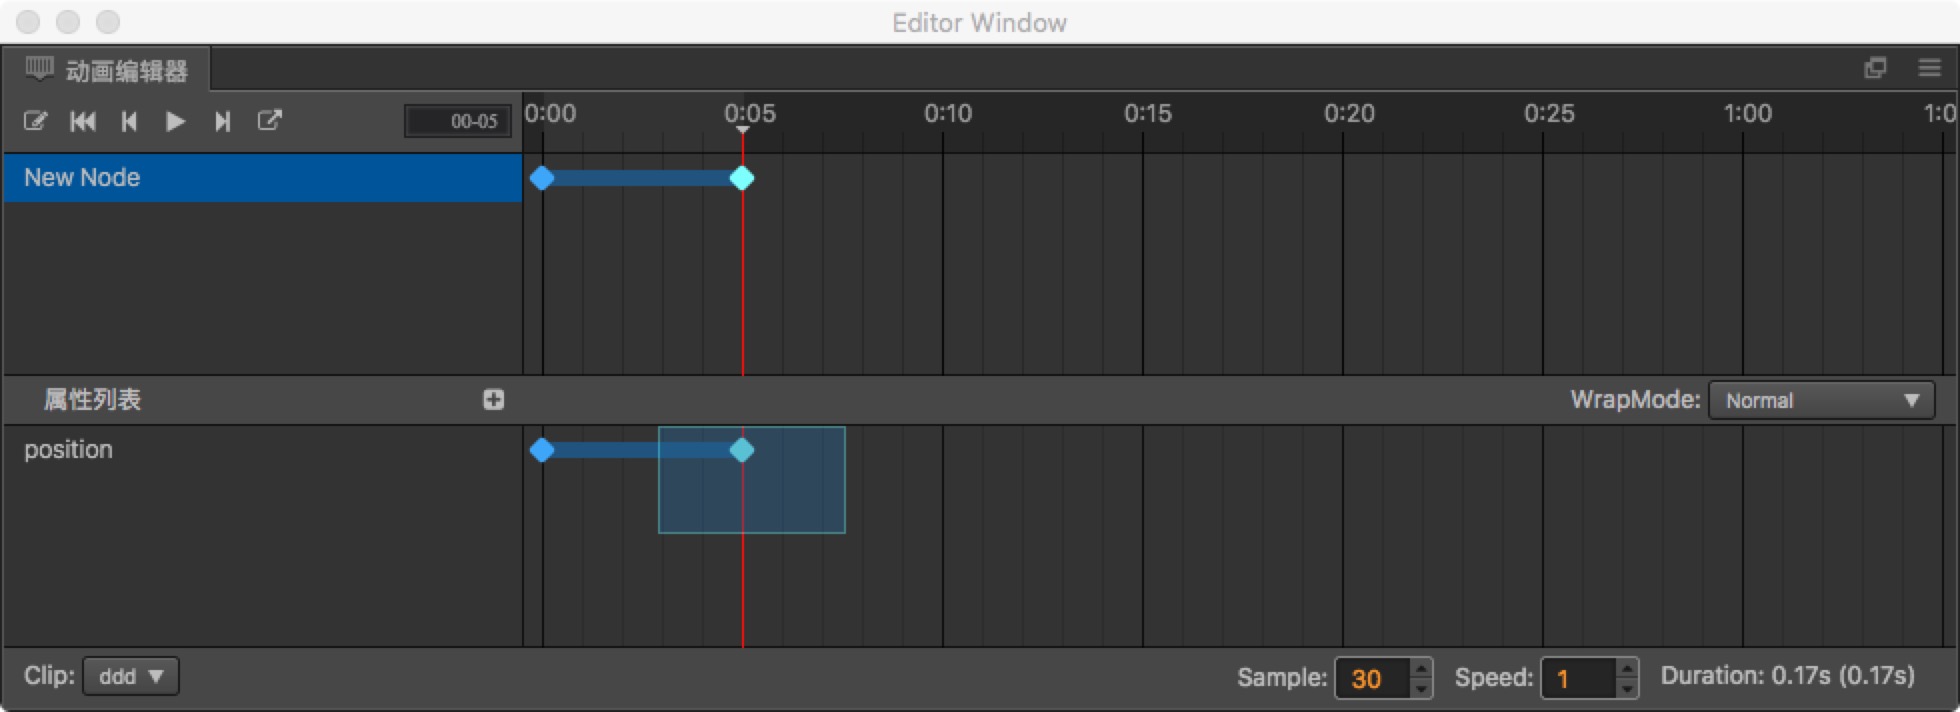 Editor Window
动画编辑器
00-05
0:00 0:05 0:10 0:15 0:20 0:25 1:00 1:0
New Node
属性列表
WrapMode: Normal
position
Clip: ddd
Sample: 30 Speed: 1 Duration: 0.17s (0.17s)